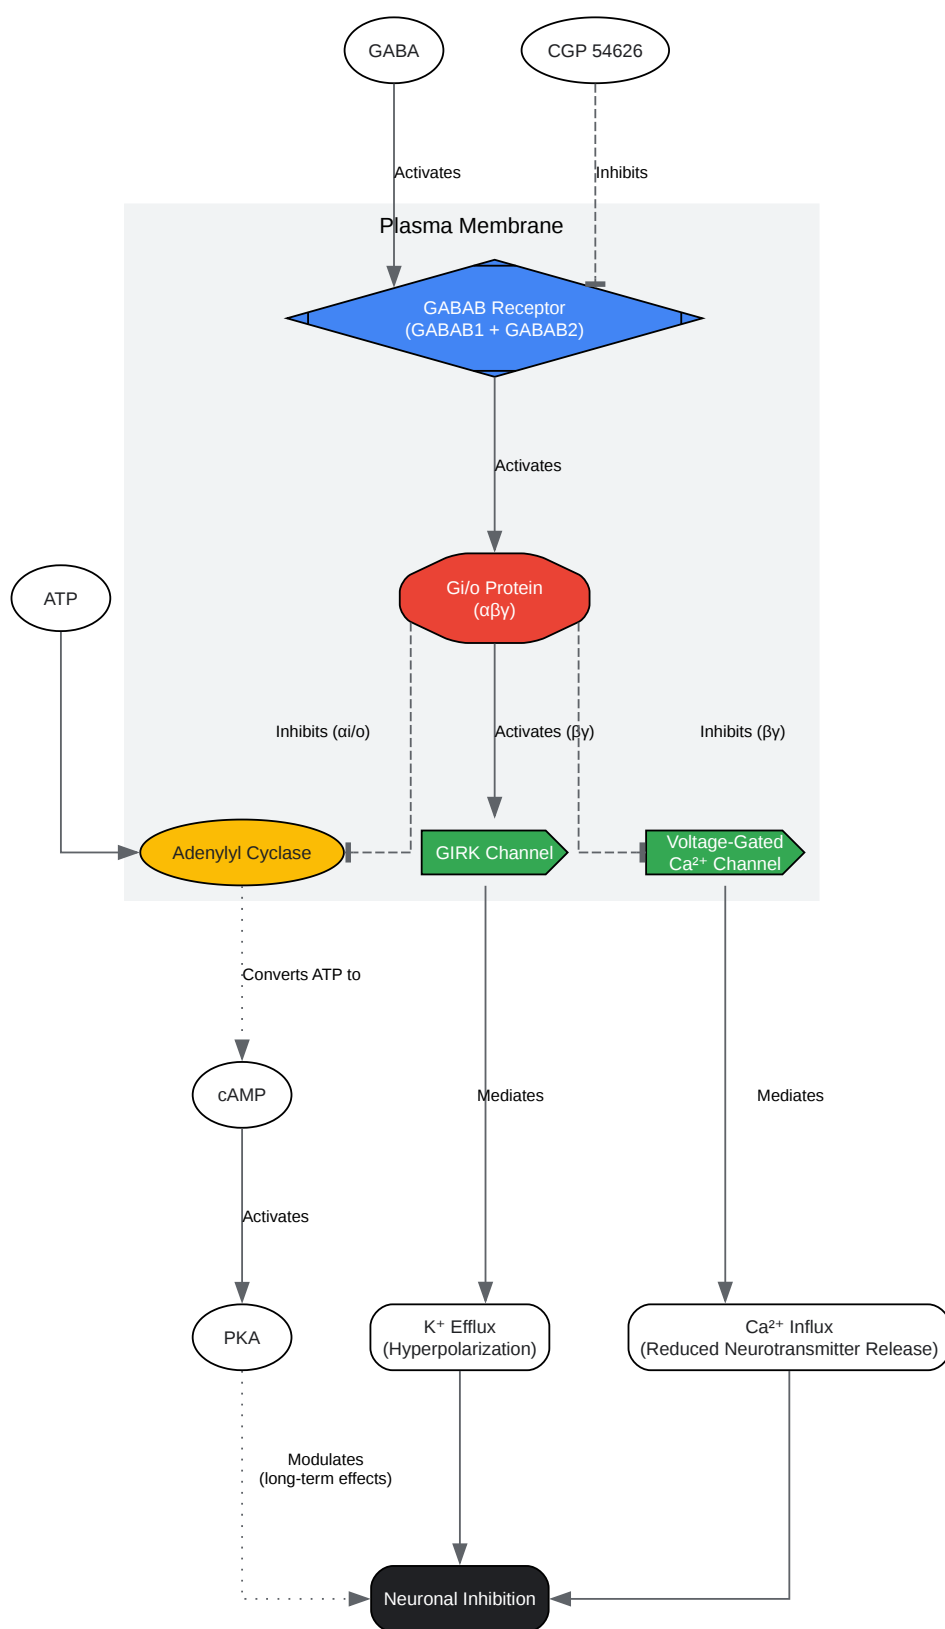 GABA
CGP 54626
Activates
Inhibits
Plasma Membrane
GABAB Receptor
(GABAB1 + GABAB2)
Activates
Gi/o Protein
(αβγ)
ATP
Inhibits (αi/o)
Activates (βγ)
Inhibits (βγ)
Adenylyl Cyclase
GIRK Channel
Voltage-Gated
Ca²⁺ Channel
Converts ATP to
cAMP
Mediates
Mediates
Activates
PKA
K⁺ Efflux
(Hyperpolarization)
Ca²⁺ Influx
(Reduced Neurotransmitter Release)
Modulates
(long-term effects)
Neuronal Inhibition